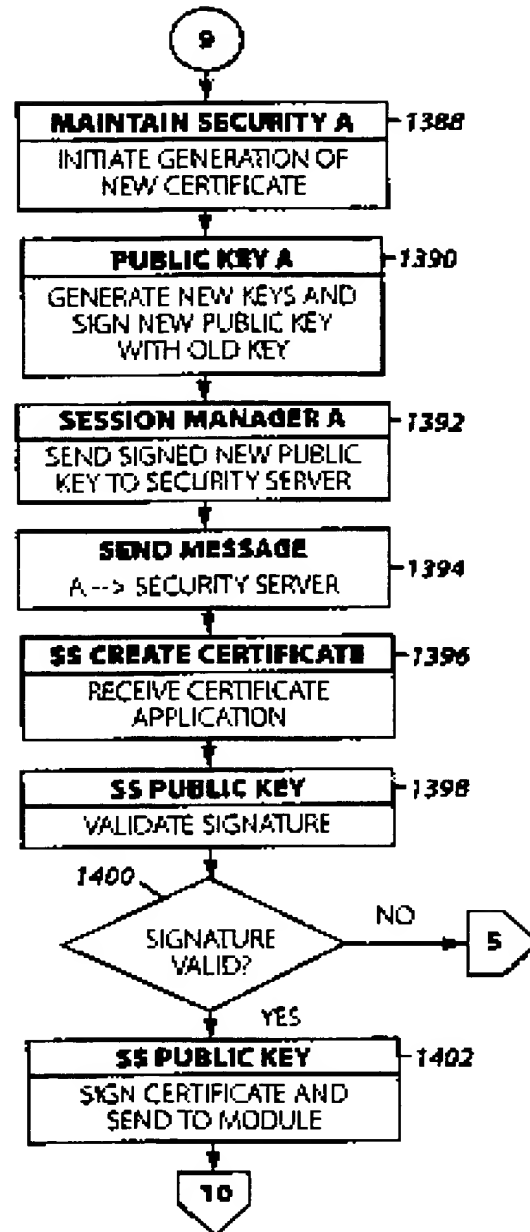 9
MAINTAIN SECURITY A
1388
INITIATE GENERATION OF
NEW CERTIFICATE
PUBLIC KEY A
1390
GENERATE NEW KEYS AND
SIGN NEW PUBLIC KEY
WITH OLD KEY
SESSION MANAGER A
1392
SEND SIGNED NEW PUBLIC
KEY TO SECURITY SERVER
SEND MESSAGE
A --> SECURITY SERVER
1394
SS CREATE CERTIFICATE
1396
RECEIVE CERTIFICATE
APPLICATION
SS PUBLIC KEY
1398
VALIDATE SIGNATURE
1400
SIGNATURE
VALID?
NO
5
YES
SS PUBLIC KEY
1402
SIGN CERTIFICATE AND
SEND TO MODULE
10